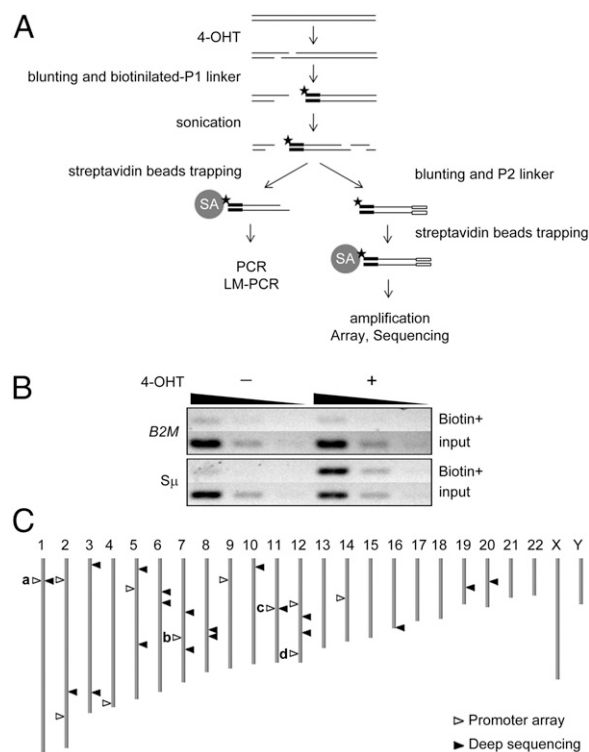 A
4-OHT
blunting and biotinilated-P1 linker
sonication
streptavidin beads trapping
blunting and P2 linker
SA
streptavidin beads trapping
SA
PCR
LM-PCR
amplification
Array, Sequencing
B
4-OHT − +
B2M
Biotin+
input
Sμ
Biotin+
input
C
1 2 3 4 5 6 7 8 9 10 11 12 13 14 15 16 17 18 19 20 21 22 X Y
a
b
c
d
Promoter array
Deep sequencing